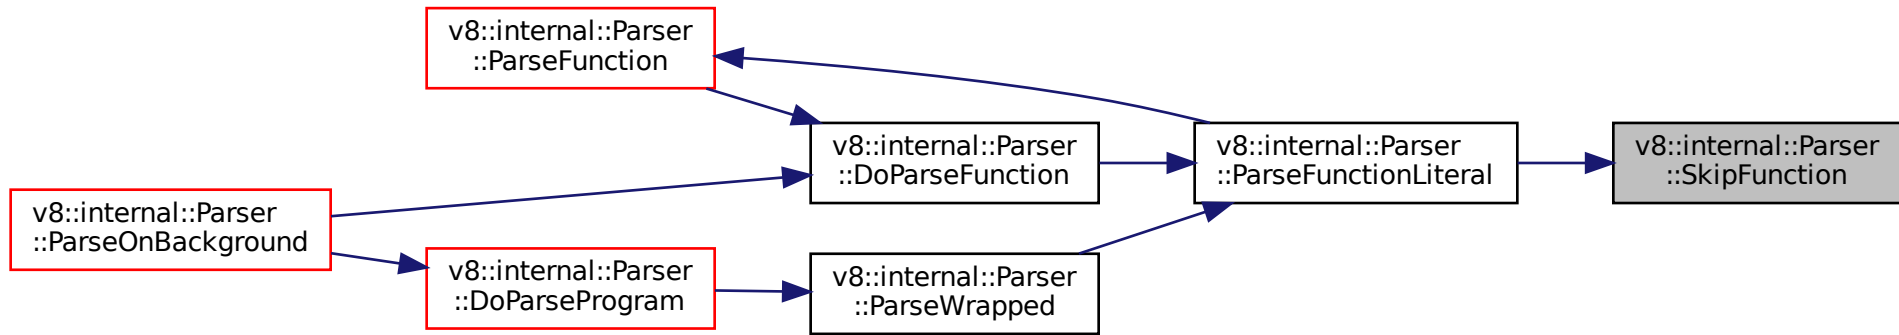 v8::internal::Parser
::ParseFunction
v8::internal::Parser
::DoParseFunction
v8::internal::Parser
::ParseFunctionLiteral
v8::internal::Parser
::SkipFunction
v8::internal::Parser
::ParseOnBackground
v8::internal::Parser
::DoParseProgram
v8::internal::Parser
::ParseWrapped